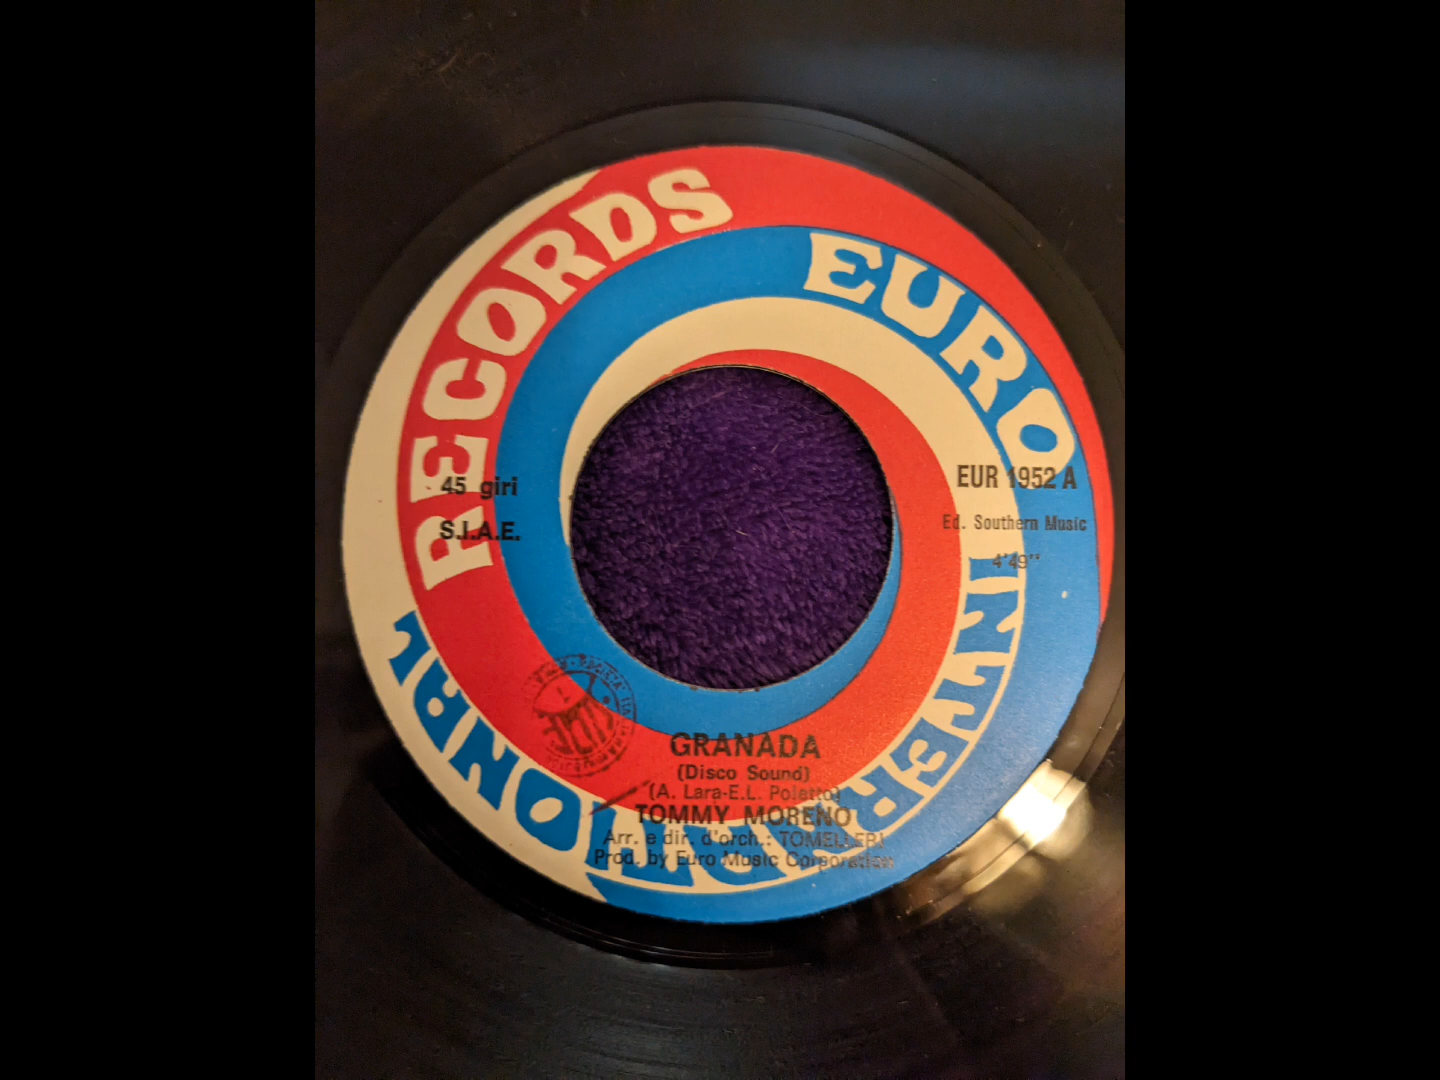 RECORDS
EURO
INTERNATIONAL
45 giri
S.I.A.E.
EUR 1952 A
Ed. Southern Music
4'49"
GRANADA
(Disco Sound)
(A. Lara-E.L. Poletto)
TOMMY MORENO
Arr. e dir. d'orch.: TOMELLERI
Prod. by Euro Music Corporation